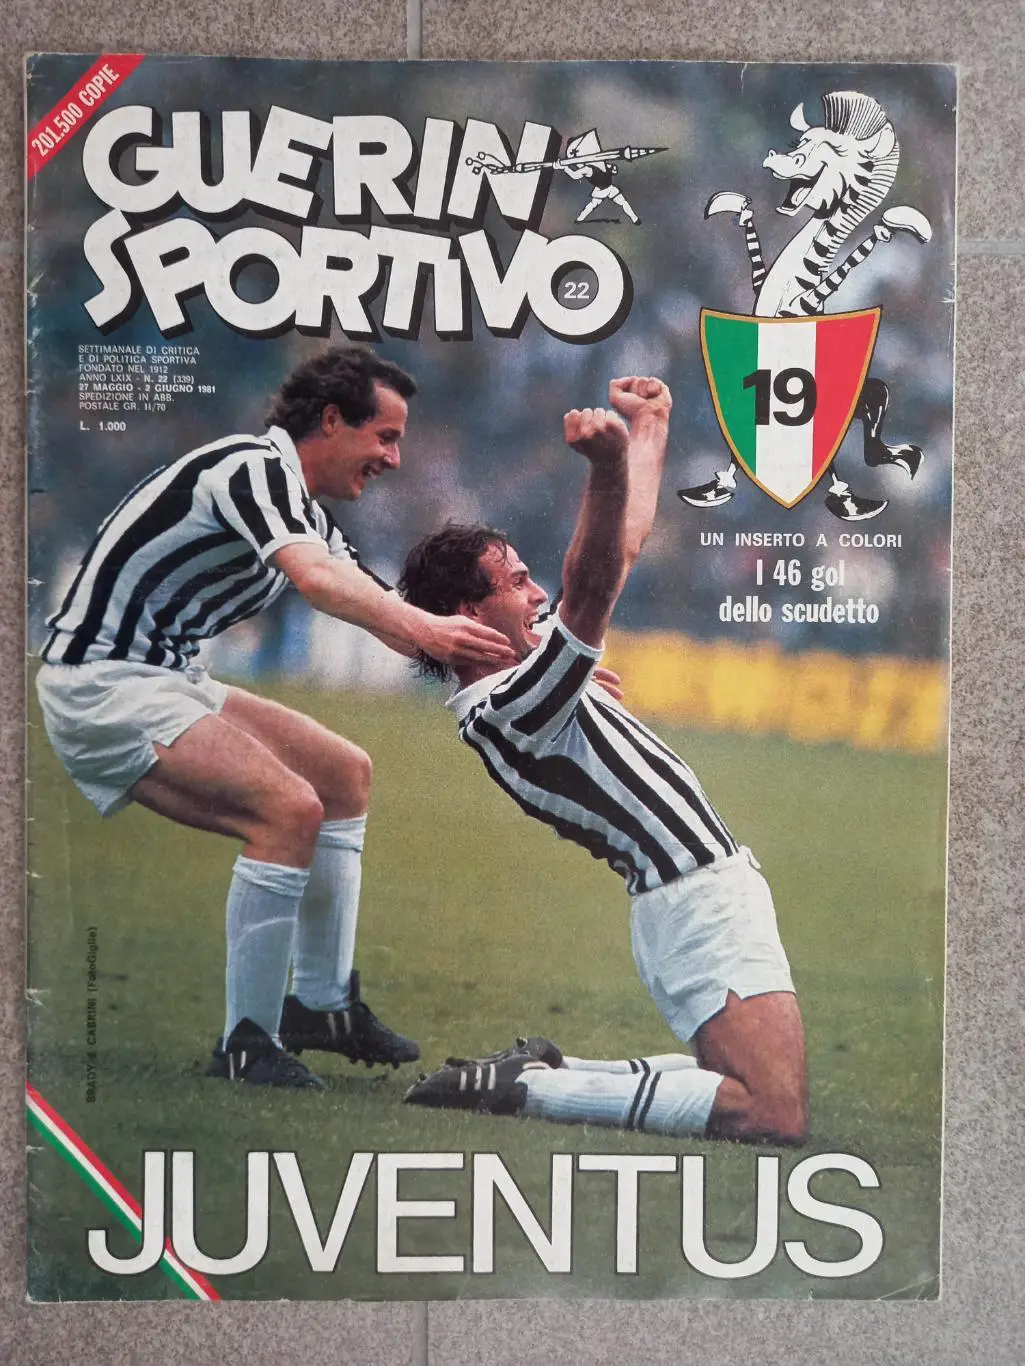 201.500 COPIE
GUERIN
SPORTIVO
22
SETTIMANALE DI CRITICA
E DI POLITICA SPORTIVA
FONDATO NEL 1912
ANNO LXIX - N. 22 (339)
27 MAGGIO - 2 GIUGNO 1981
SPEDIZIONE IN ABB.
POSTALE GR. II/70
L. 1.000
19
UN INSERTO A COLORI
I 46 gol
dello scudetto
BRADY e CABRINI (FotoGiglio)
JUVENTUS